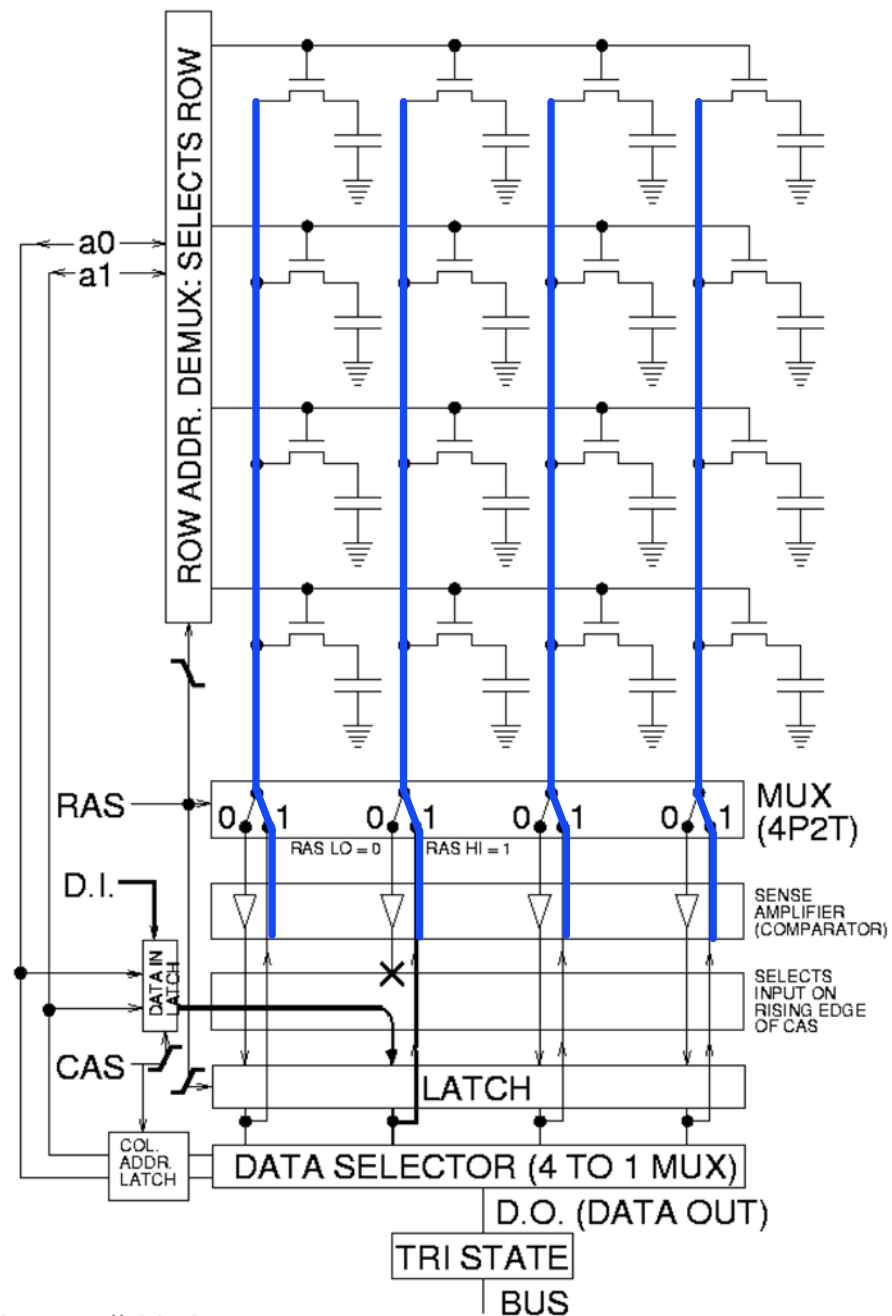 ROW ADDR. DEMUX: SELECTS ROW
a0
a1
RAS
0 1
0 1
0 1
0 1
MUX
(4P2T)
RAS LO = 0
RAS HI = 1
D.I.
SENSE
AMPLIFIER
(COMPARATOR)
DATA IN
LATCH
SELECTS
INPUT ON
RISING EDGE
OF CAS
CAS
LATCH
COL.
ADDR.
LATCH
DATA SELECTOR (4 TO 1 MUX)
D.O. (DATA OUT)
TRI STATE
BUS